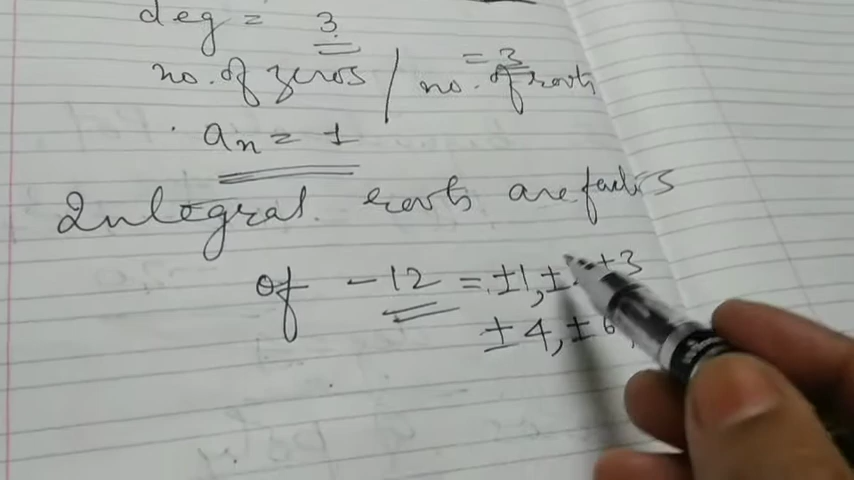 deg = 3
no. of zeros / no. of roots = 3
an = 1
Integral roots are factors
of -12 = ±1, ± ±3
±4, ±6,